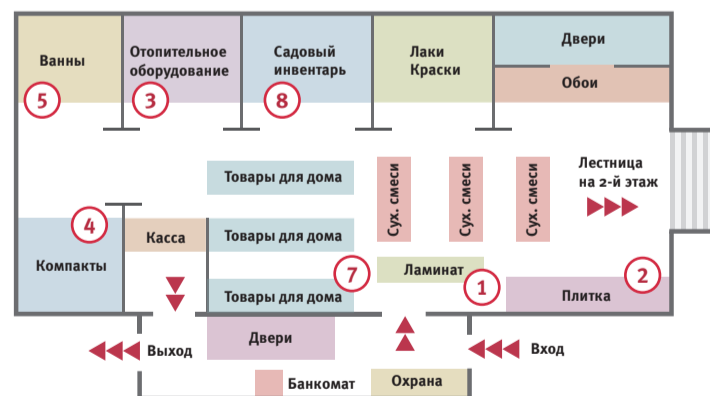 Ванны
5
Отопительное
оборудование
3
Садовый
инвентарь
8
Лаки
Краски
Двери
Обои
Товары для дома
Сух. смеси
Сух. смеси
Сух. смеси
Лестница
на 2-й этаж
4
Компакты
Касса
Товары для дома
7
Товары для дома
Ламинат
1
2
Плитка
Выход
Двери
Вход
Банкомат
Охрана